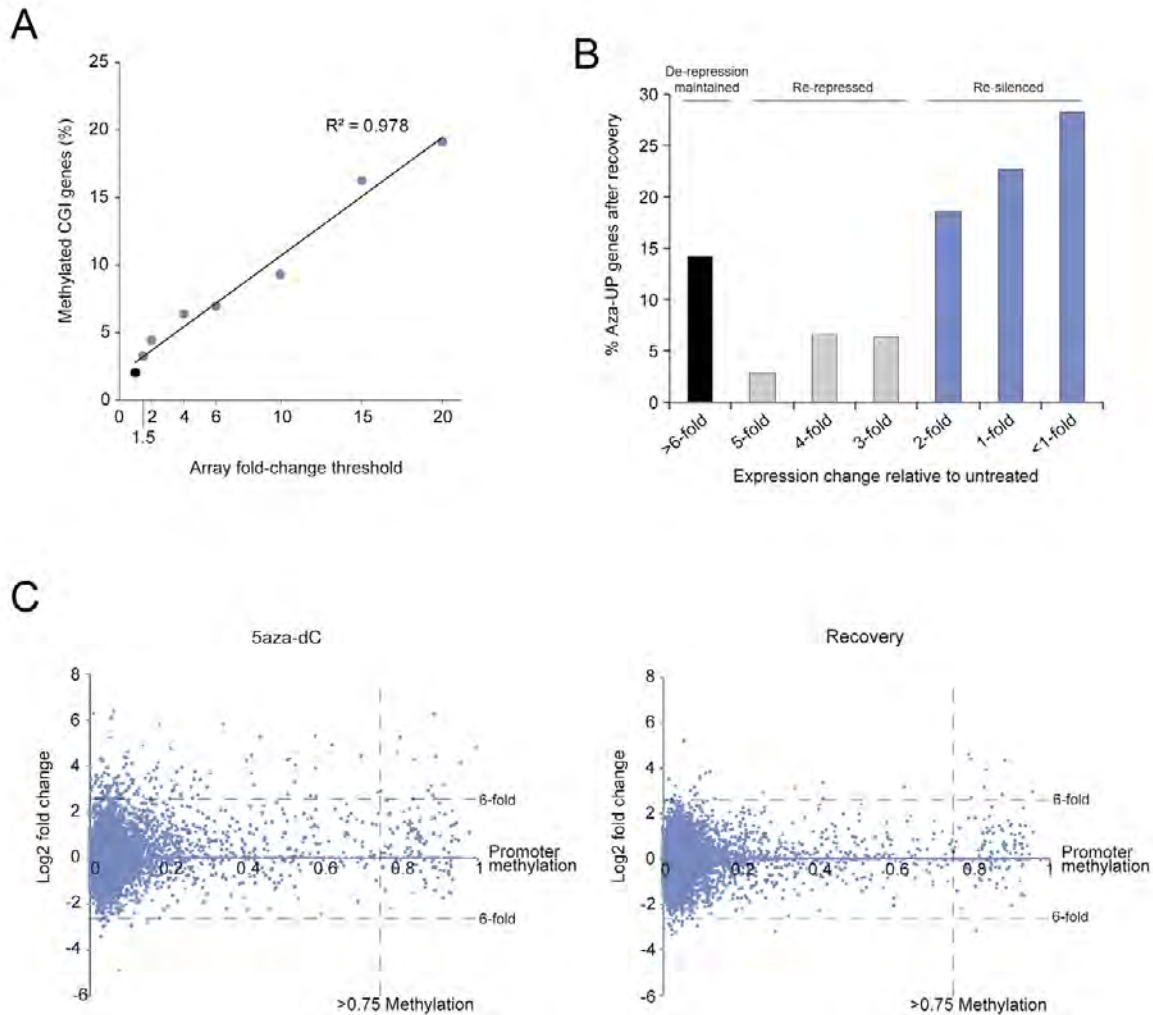 A
Methylated CGI genes (%)
25
20
15
10
5
0
R² = 0.978
0 2 4 6 10 15 20
1.5
Array fold-change threshold
B
% Aza-UP genes after recovery
De-repression
maintained
Re-repressed
Re-silenced
30
25
20
15
10
5
0
>6-fold
5-fold
4-fold
3-fold
2-fold
1-fold
<1-fold
Expression change relative to untreated
C
5aza-dC
Log2 fold change
8
6
4
2
0
-2
-4
-6
6-fold
0 0.2 0.4 0.6 0.8 1
Promoter
methylation
6-fold
>0.75 Methylation
Recovery
Log2 fold change
8
6
4
2
0
-2
-4
-6
6-fold
0 0.2 0.4 0.6 0.8 1
Promoter
methylation
6-fold
>0.75 Methylation